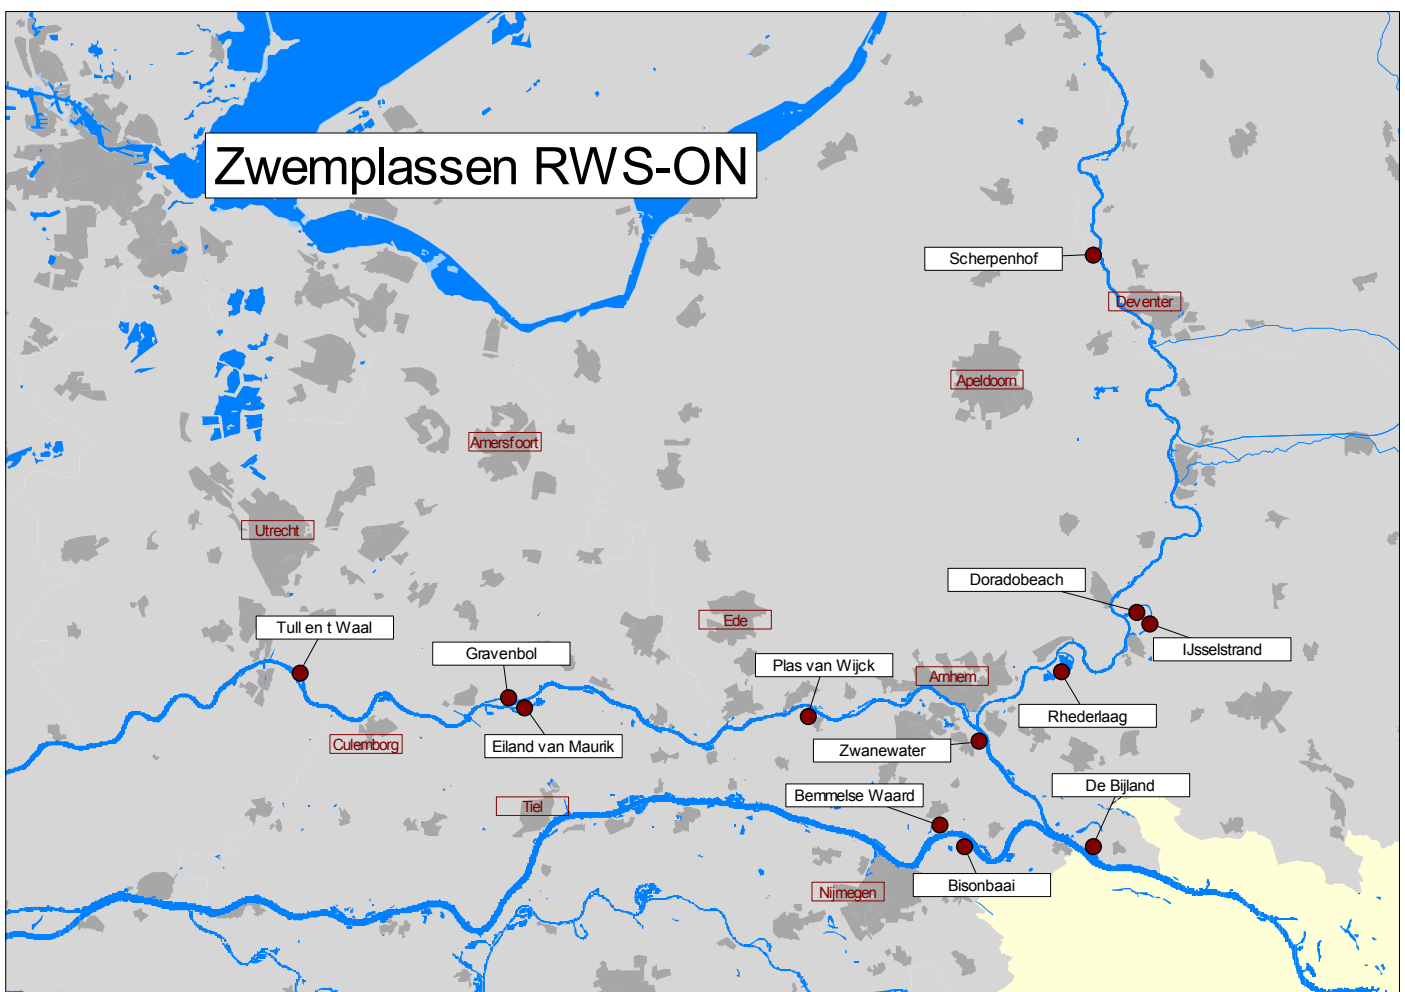 Zwemplassen RWS-ON
Scherpenhof
Deventer
Apeldoorn
Amersfoort
Utrecht
Doradobeach
Tull en t Waal
Ede
IJsselstrand
Gravenbol
Plas van Wijck
Arnhem
Rhederlaag
Culemborg
Eiland van Maurik
Zwanewater
De Bijland
Bemmelse Waard
Tiel
Bisonbaai
Nijmegen